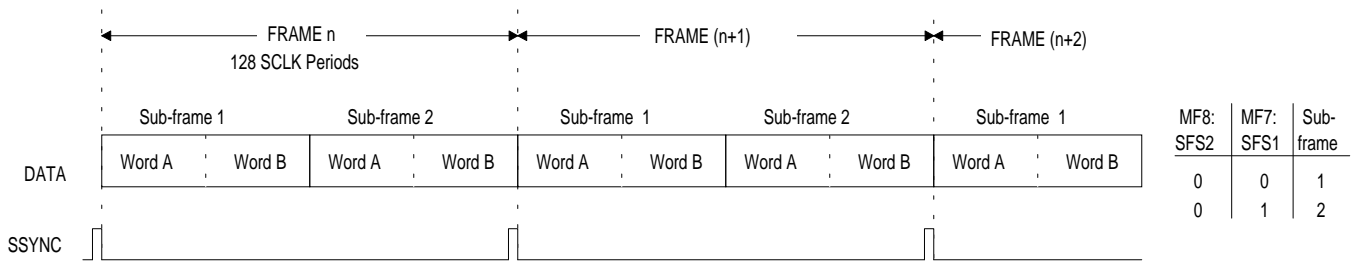 FRAME n
128 SCLK Periods
FRAME (n+1)
FRAME (n+2)
Sub-frame 1
Sub-frame 2
Sub-frame 1
Sub-frame 2
Sub-frame 1
DATA
Word A
Word B
Word A
Word B
Word A
Word B
Word A
Word B
Word A
Word B
SSYNC
MF8: MF7: Sub-
SFS2 SFS1 frame
0 0 1
0 1 2